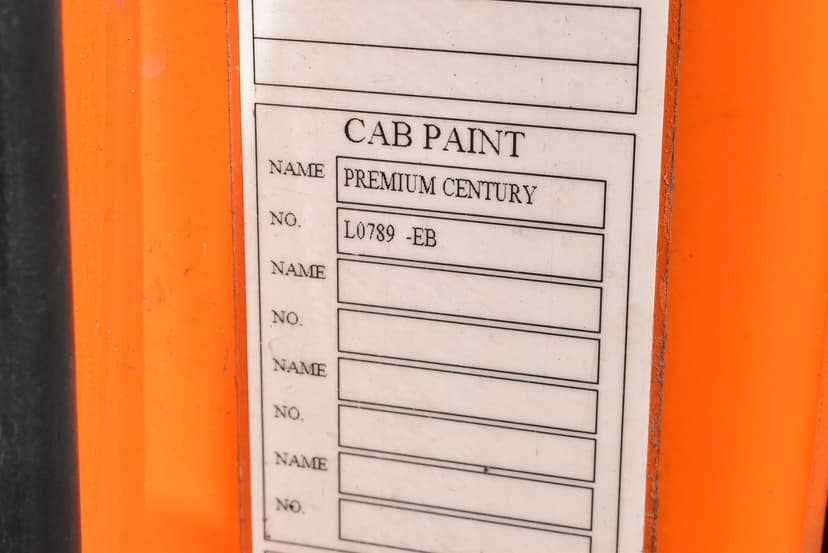 CAB PAINT
NAME PREMIUM CENTURY
NO. L0789 -EB
NAME
NO.
NAME
NO.
NAME
NO.